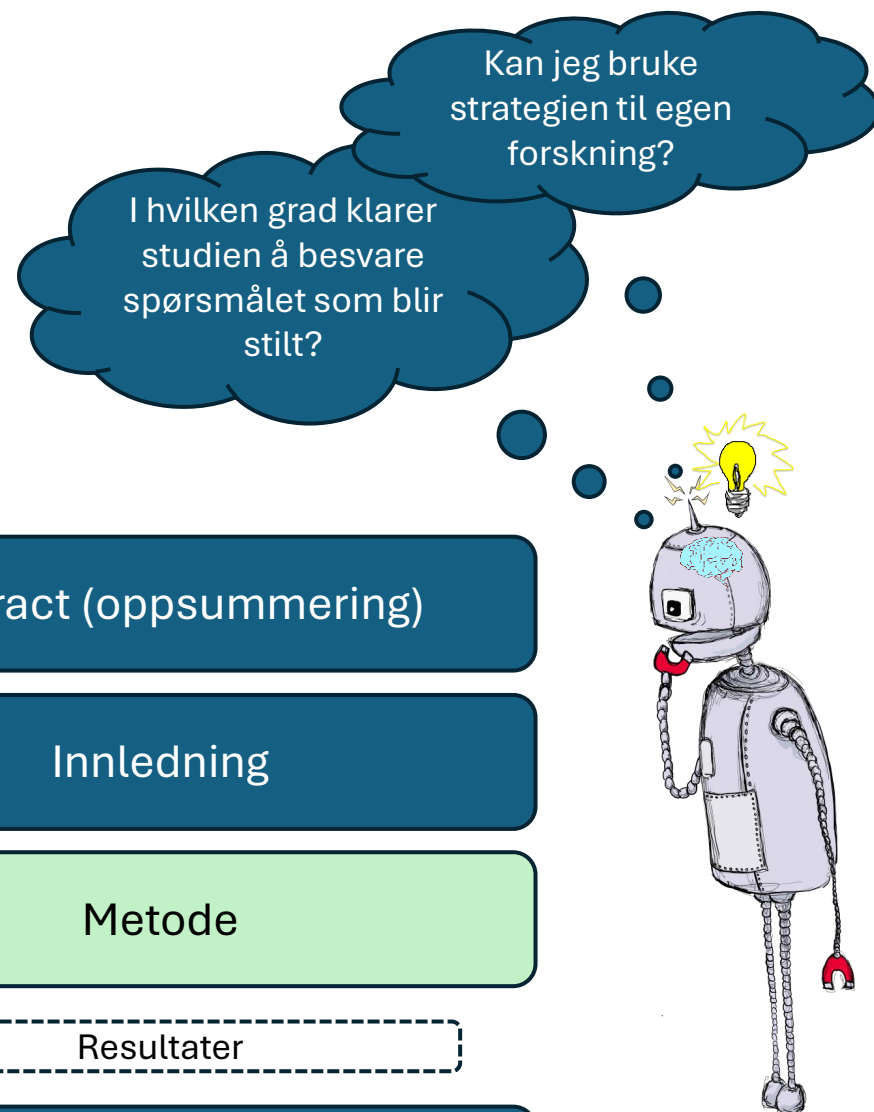 Kan jeg bruke
strategien til egen
forskning?
I hvilken grad klarer
studien å besvare
spørsmålet som blir
stilt?
ract (oppsummering)
Innledning
Metode
Resultater